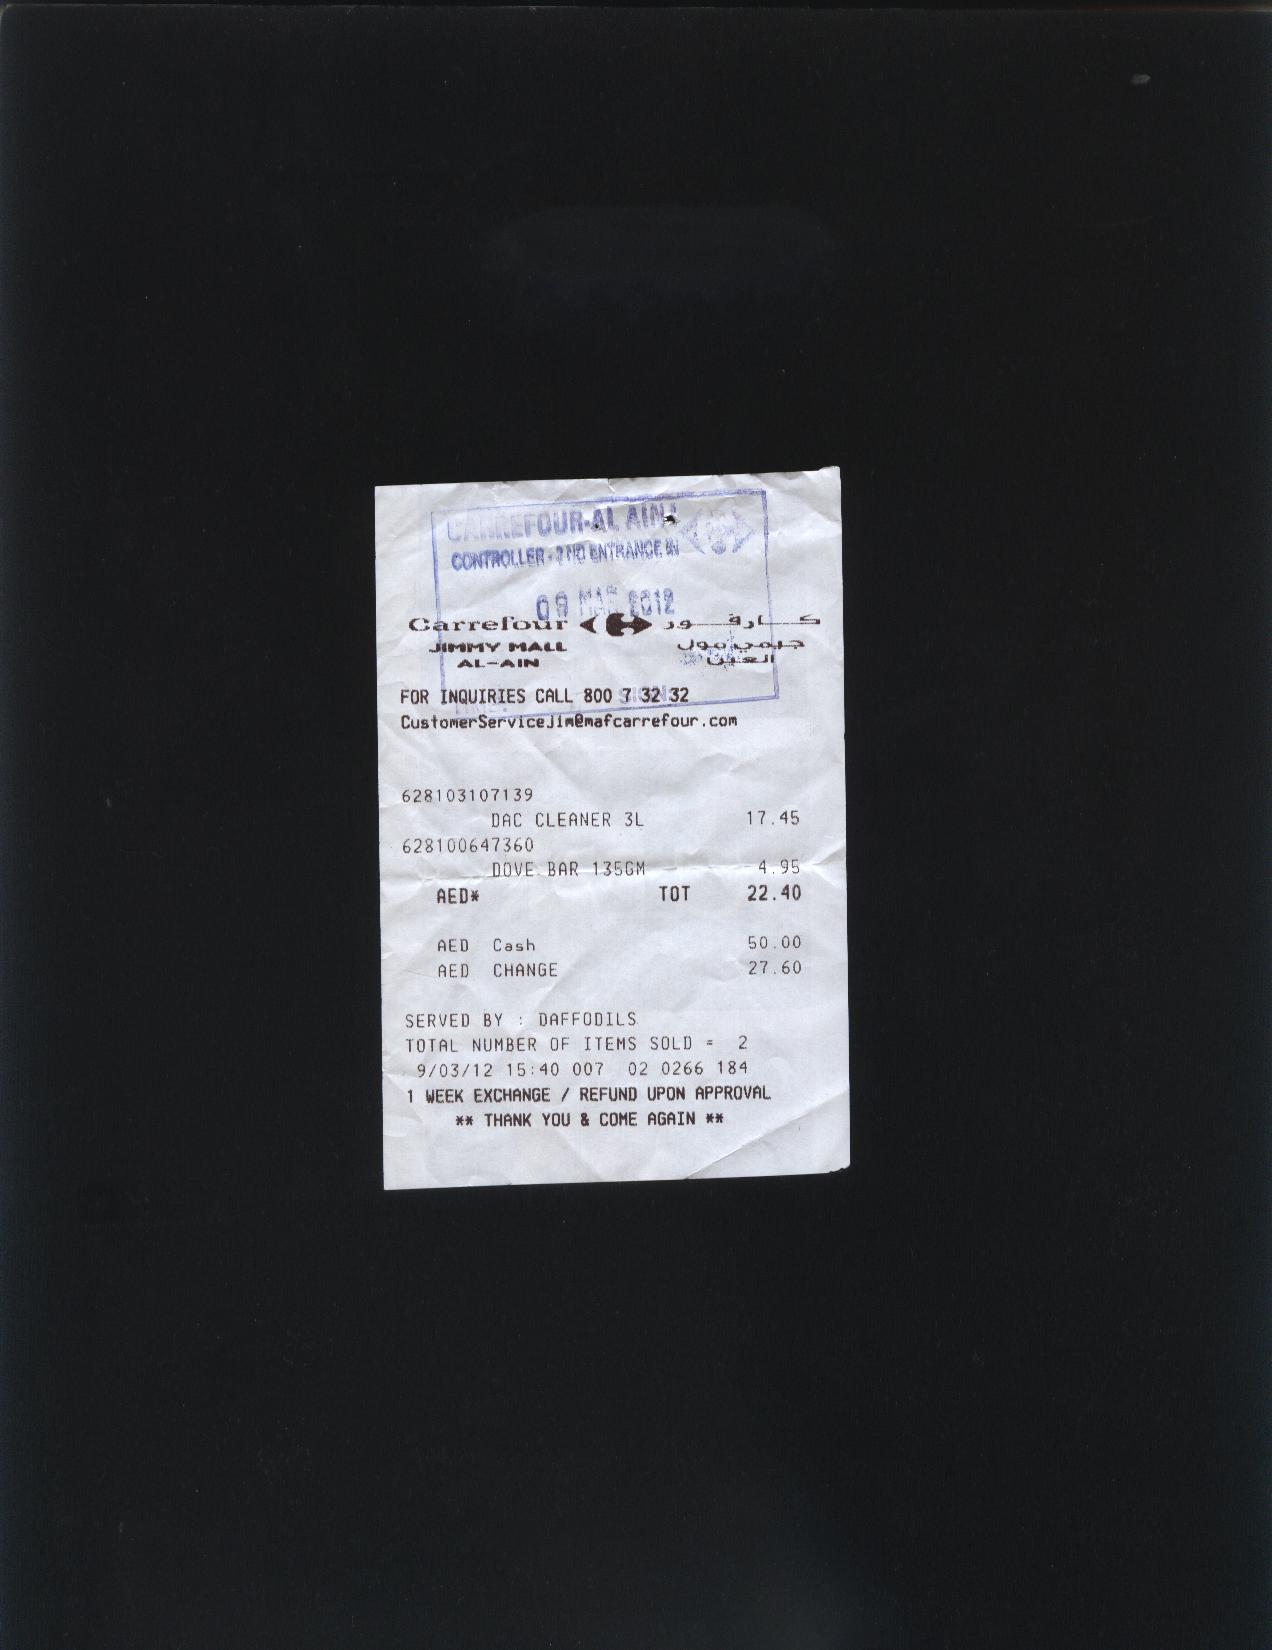 CARREFOUR-AL AIN
CONTROLLER - 2ND ENTRANCE IN
09 MAR 2012
Carrefour كارفور
JIMMY MALL جيمي مول
AL-AIN العين
SIGN:
FOR INQUIRIES CALL 800 7 32 32
CustomerServiceJim@mafcarrefour.com
628103107139
DAC CLEANER 3L 17.45
628100647360
DOVE BAR 135GM 4.95
AED* TOT 22.40
AED Cash 50.00
AED CHANGE 27.60
SERVED BY : DAFFODILS
TOTAL NUMBER OF ITEMS SOLD = 2
9/03/12 15:40 007 02 0266 184
1 WEEK EXCHANGE / REFUND UPON APPROVAL
** THANK YOU & COME AGAIN **